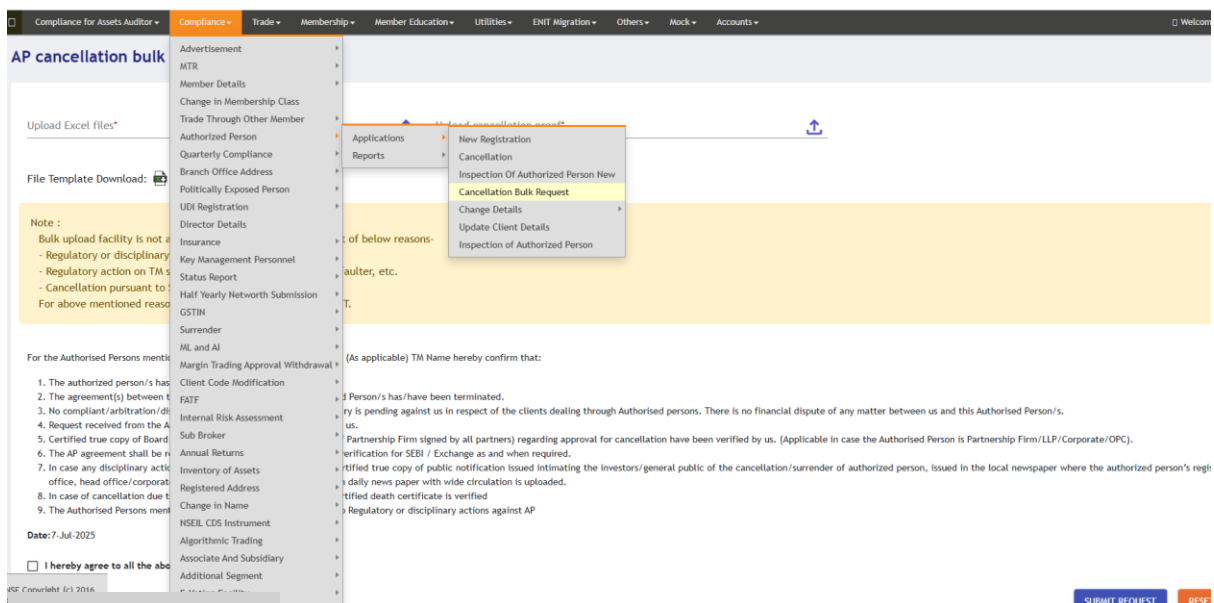 Compliance for Assets Auditor Compliance Trade Membership Member Education Utilities ENIT Migration Others Mock Accounts Welcom
AP cancellation bulk
Advertisement
MTR
Member Details
Change in Membership Class
Trade Through Other Member
Authorized Person
Quarterly Compliance
Branch Office Address
Politically Exposed Person
UDI Registration
Director Details
Insurance
Key Management Personnel
Status Report
Half Yearly Networth Submission
GSTIN
Surrender
ML and AI
Margin Trading Approval Withdrawal
Client Code Modification
FATF
Internal Risk Assessment
Sub Broker
Annual Returns
Inventory of Assets
Registered Address
Change in Name
NSEIL CDS Instrument
Algorithmic Trading
Associate And Subsidiary
Additional Segment
Applications
Reports
New Registration
Cancellation
Inspection Of Authorized Person New
Cancellation Bulk Request
Change Details
Update Client Details
Inspection of Authorized Person
Upload Excel files*
Upload cancellation proof*
File Template Download:
Note :
Bulk upload facility is not a t of below reasons-
- Regulatory or disciplinary
- Regulatory action on TM s aulter, etc.
- Cancellation pursuant to
For above mentioned reaso T.
For the Authorised Persons mentic (As applicable) TM Name hereby confirm that:
1. The authorized person/s has
2. The agreement(s) between t d Person/s has/have been terminated.
3. No compliant/arbitration/di ry is pending against us in respect of the clients dealing through Authorised persons. There is no financial dispute of any matter between us and this Authorised Person/s.
4. Request received from the A us.
5. Certified true copy of Board Partnership Firm signed by all partners) regarding approval for cancellation have been verified by us. (Applicable in case the Authorised Person is Partnership Firm/LLP/Corporate/OPC).
6. The AP agreement shall be r erification for SEBI / Exchange as and when required.
7. In case any disciplinary actic rtified true copy of public notification issued intimating the investors/general public of the cancellation/surrender of authorized person, issued in the local newspaper where the authorized person's regis
office, head office/corporat daily news paper with wide circulation is uploaded.
8. In case of cancellation due t rtified death certificate is verified
9. The Authorised Persons ment Regulatory or disciplinary actions against AP
Date:7-Jul-2025
I hereby agree to all the abo
NSE Copyright (c) 2016
SUBMIT REQUEST RESET